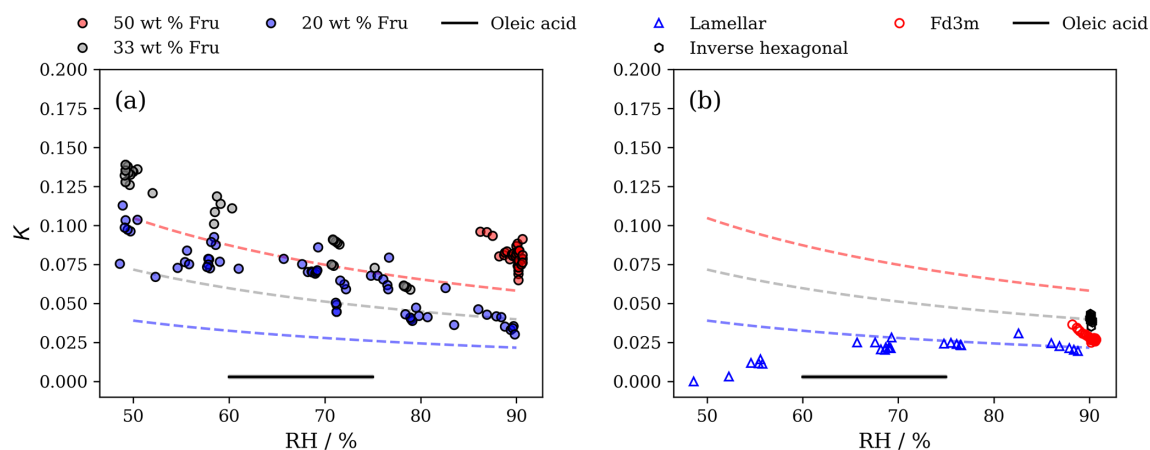 50 wt % Fru 20 wt % Fru Oleic acid
33 wt % Fru
Lamellar Fd3m Oleic acid
Inverse hexagonal
(a)
0.200
0.175
0.150
0.125
0.100
0.075
0.050
0.025
0.000
K
50 60 70 80 90
RH / %
(b)
0.200
0.175
0.150
0.125
0.100
0.075
0.050
0.025
0.000
50 60 70 80 90
RH / %